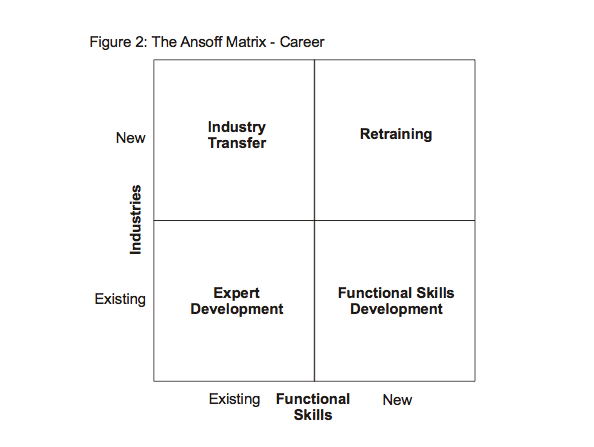 Figure 2: The Ansoff Matrix - Career
New
Industry
Transfer
Retraining
Industries
Existing
Expert
Development
Functional Skills
Development
Existing
Functional
Skills
New